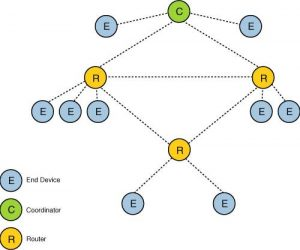 C
E E
R R
E E E E E
R
E E
E End Device
C Coordinator
R Router